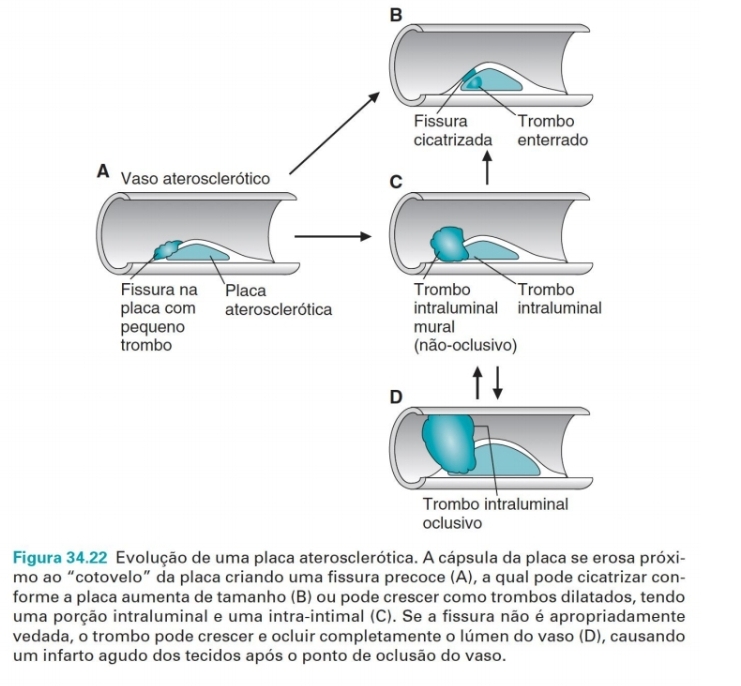 B
Fissura
cicatrizada
Trombo
enterrado
A
Vaso aterosclerótico
Fissura na
placa com
pequeno
trombo
Placa
aterosclerótica
C
Trombo
intraluminal
mural
(não-oclusivo)
Trombo
intraluminal
D
Trombo intraluminal
oclusivo
Figura 34.22 Evolução de uma placa aterosclerótica. A cápsula da placa se erosa próxi-
mo ao “cotovelo” da placa criando uma fissura precoce (A), a qual pode cicatrizar con-
forme a placa aumenta de tamanho (B) ou pode crescer como trombos dilatados, tendo
uma porção intraluminal e uma intra-intimal (C). Se a fissura não é apropriadamente
vedada, o trombo pode crescer e ocluir completamente o lúmen do vaso (D), causando
um infarto agudo dos tecidos após o ponto de oclusão do vaso.